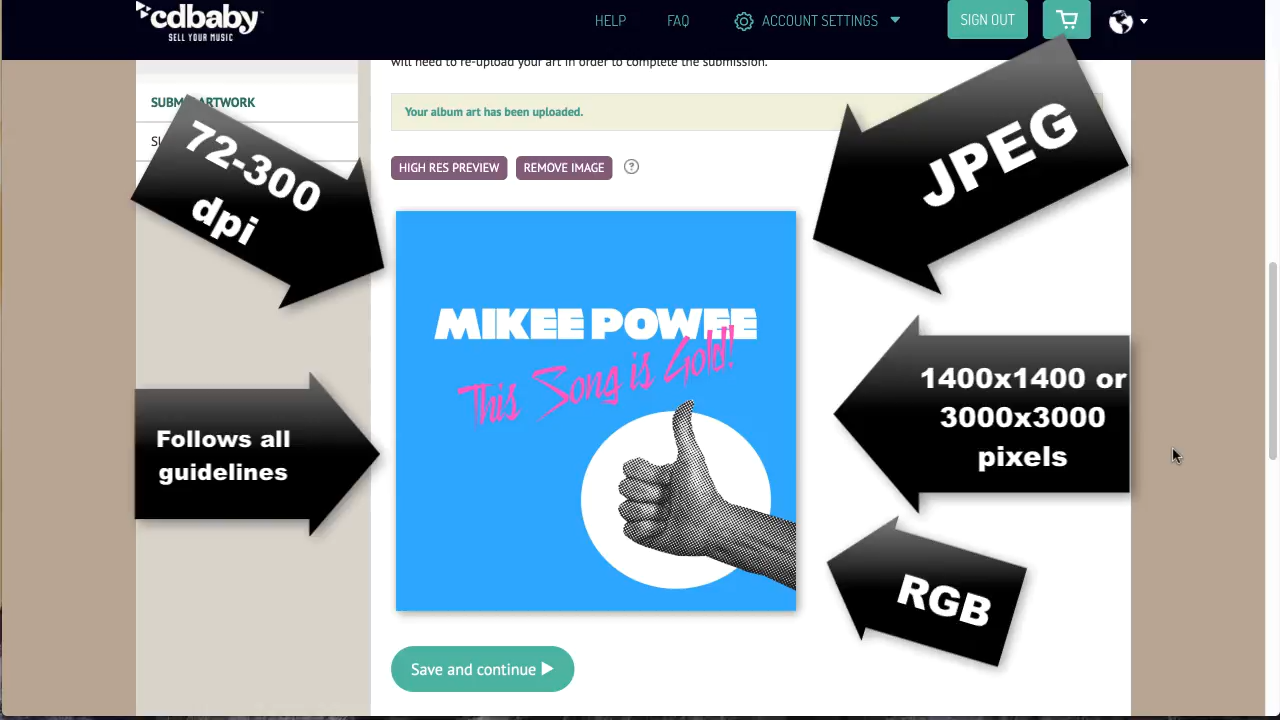 cdbaby
SELL YOUR MUSIC
HELP
FAQ
ACCOUNT SETTINGS
SIGN OUT
will need to re-upload your art in order to complete the submission.
ARTWORK
Your album art has been uploaded.
72-300
dpi
JPEG
HIGH RES PREVIEW
REMOVE IMAGE
?
MIKEE POWEE
This Song is Gold!
1400x1400 or
3000x3000
pixels
Follows all
guidelines
RGB
Save and continue